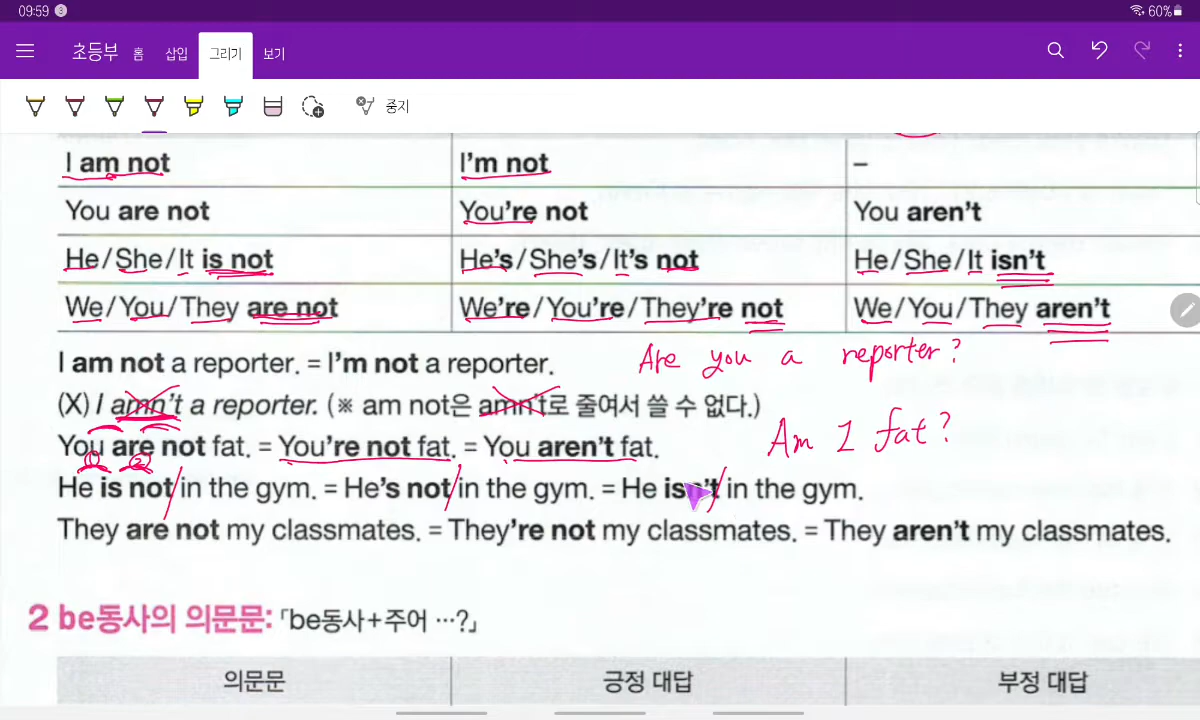 09:59 3 60%
초등부 홈 삽입 그리기 보기
중지
I am not I'm not –
You are not You're not You aren't
He/She/It is not He's/She's/It's not He/She/It isn't
We/You/They are not We're/You're/They're not We/You/They aren't
I am not a reporter. = I'm not a reporter. Are you a reporter?
(X) I amn't a reporter. (※ am not은 amn't로 줄여서 쓸 수 없다.)
You are not fat. = You're not fat. = You aren't fat. Am I fat?
① ②
He is not in the gym. = He's not in the gym. = He isn't in the gym.
They are not my classmates. = They're not my classmates. = They aren't my classmates.
2 be동사의 의문문: 「be동사+주어 …?」
의문문 긍정 대답 부정 대답